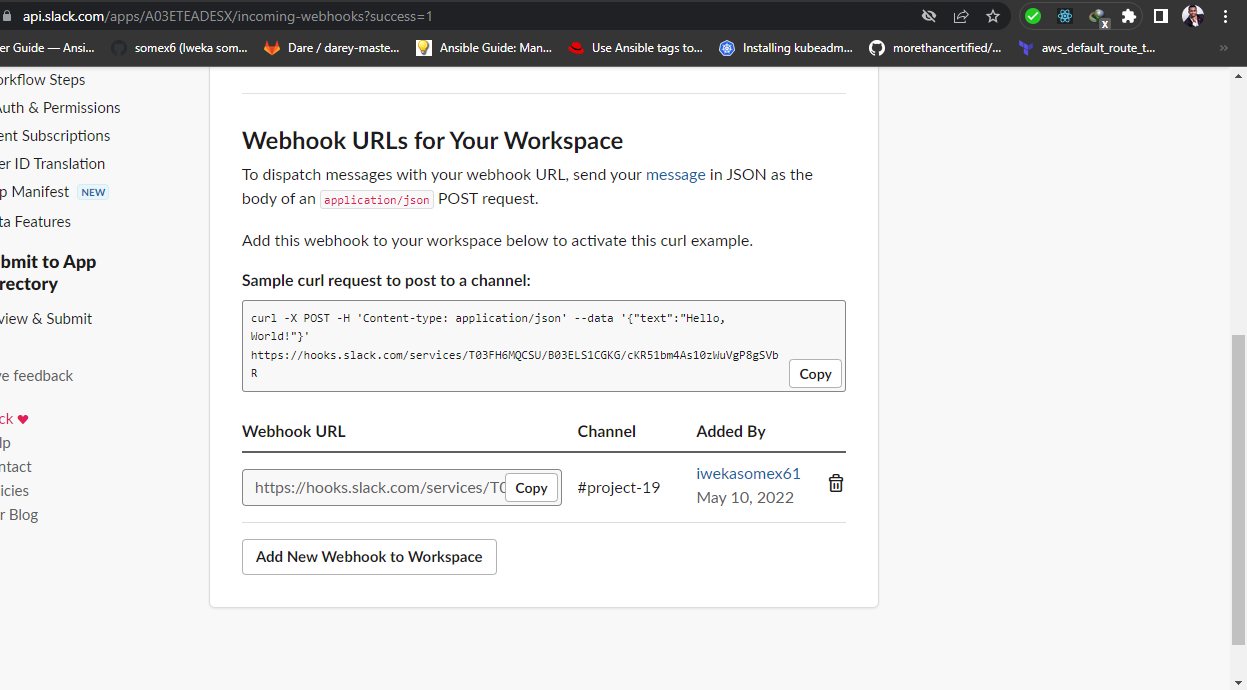 api.slack.com/apps/A03ETEADESX/incoming-webhooks?success=1
er Guide — Ansi... somex6 (Iweka som... Dare / darey-maste... Ansible Guide: Man... Use Ansible tags to... Installing kubeadm... morethancertified/... aws_default_route_t... »
orkflow Steps
Auth & Permissions
ent Subscriptions
er ID Translation
p Manifest NEW
ta Features
bmit to App
rectory
view & Submit
ve feedback
ck ♥
lp
ntact
icies
r Blog
Webhook URLs for Your Workspace
To dispatch messages with your webhook URL, send your message in JSON as the
body of an application/json POST request.
Add this webhook to your workspace below to activate this curl example.
Sample curl request to post to a channel:
curl -X POST -H 'Content-type: application/json' --data '{"text":"Hello,
World!"}'
https://hooks.slack.com/services/T03FH6MQCSU/B03ELS1CGKG/cKR51bm4As10zWuVgP8gSVb
R
Copy
Webhook URL Channel Added By
https://hooks.slack.com/services/T0 Copy #project-19 iwekasomex61
May 10, 2022
Add New Webhook to Workspace